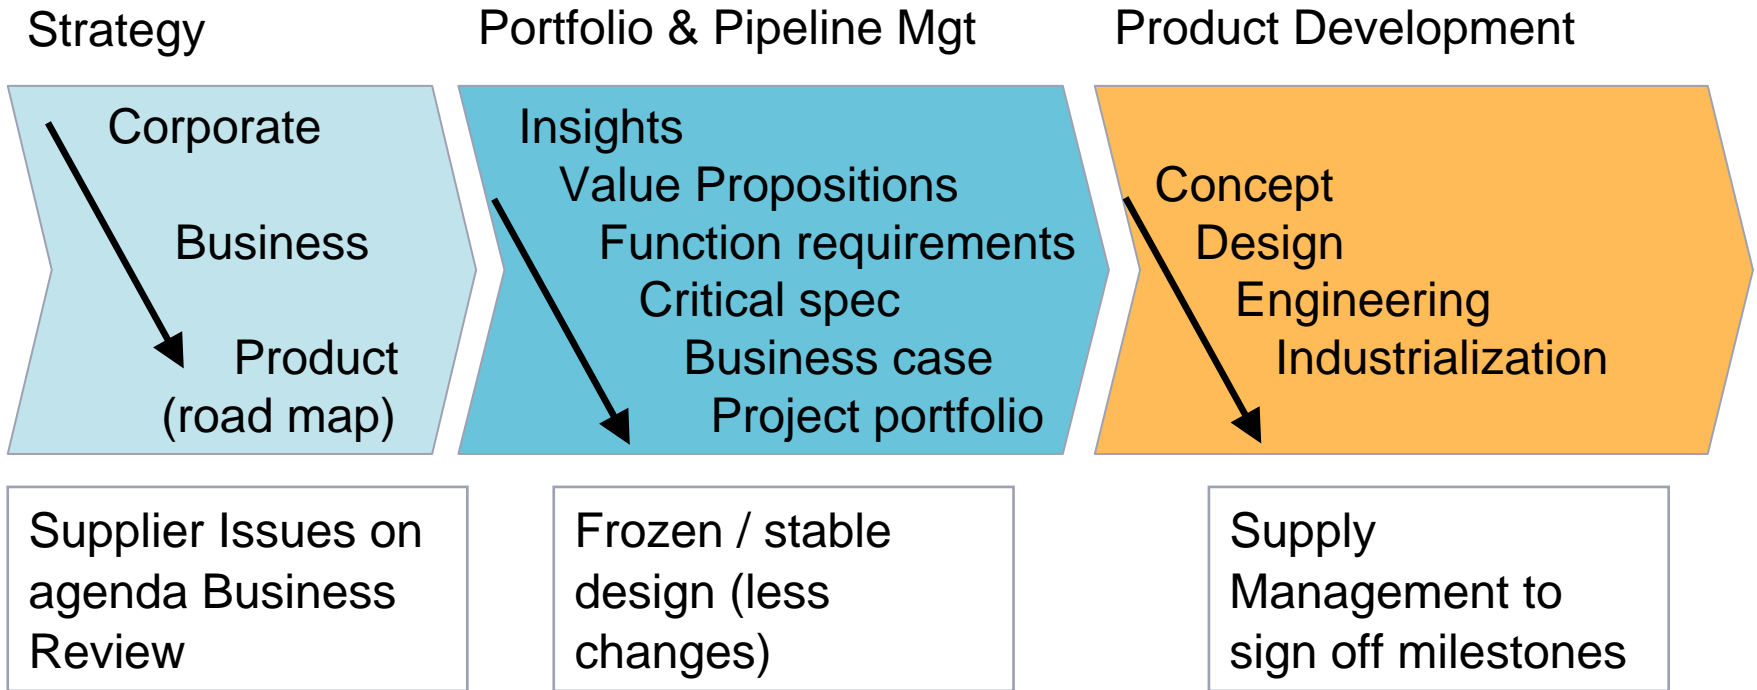 Strategy
Portfolio & Pipeline Mgt
Product Development
Corporate
Business
Product
(road map)
Insights
Value Propositions
Function requirements
Critical spec
Business case
Project portfolio
Concept
Design
Engineering
Industrialization
Supplier Issues on
agenda Business
Review
Frozen / stable
design (less
changes)
Supply
Management to
sign off milestones